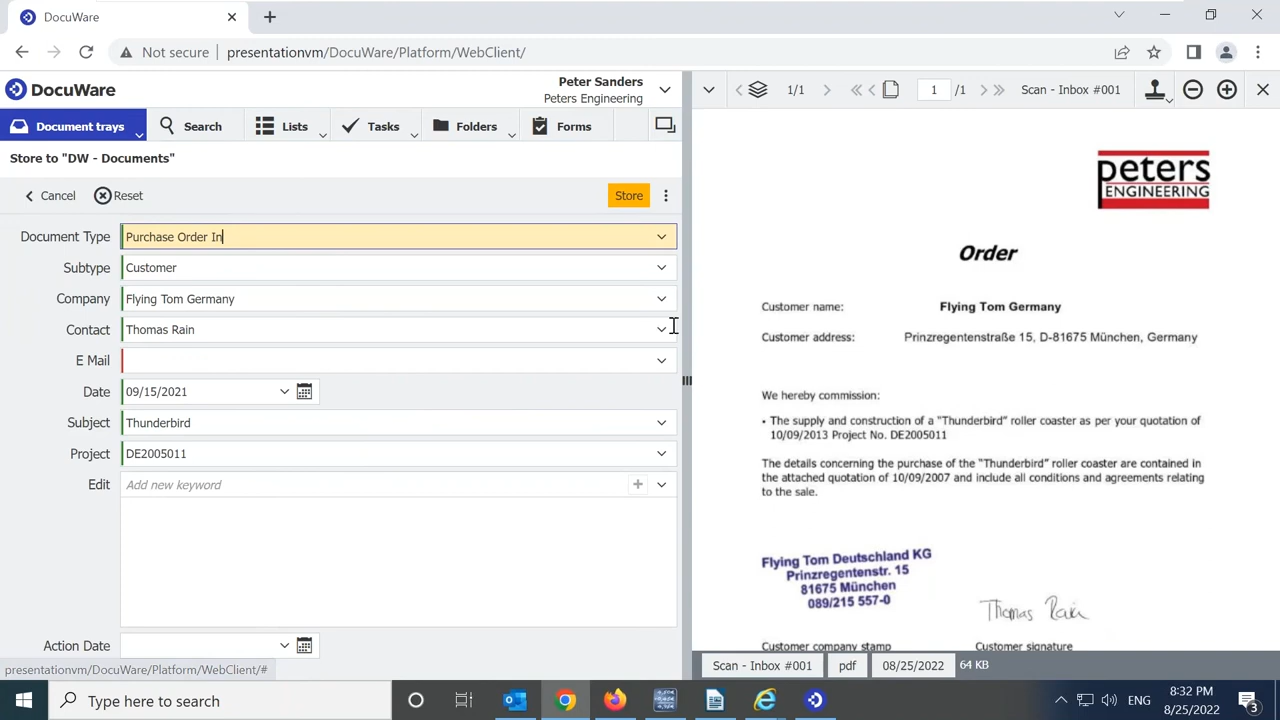 DocuWare
Not secure
presentationvm/DocuWare/Platform/WebClient/
DocuWare
Peter Sanders
Peters Engineering
1/1
1
/1
Scan - Inbox #001
Document trays
Search
Lists
Tasks
Folders
Forms
Store to "DW - Documents"
Cancel
Reset
Store
Document Type
Purchase Order In
Subtype
Customer
Company
Flying Tom Germany
Contact
Thomas Rain
E Mail
Date
09/15/2021
Subject
Thunderbird
Project
DE2005011
Edit
Add new keyword
Action Date
presentationvm/DocuWare/Platform/WebClient/#
peters
ENGINEERING
Order
Customer name:
Flying Tom Germany
Customer address:
Prinzregentenstraße 15, D-81675 München, Germany
We hereby commission:
• The supply and construction of a "Thunderbird" roller coaster as per your quotation of
10/09/2013 Project No. DE2005011
The details concerning the purchase of the "Thunderbird" roller coaster are contained in
the attached quotation of 10/09/2007 and include all conditions and agreements relating
to the sale.
Flying Tom Deutschland KG
Prinzregentenstr. 15
81675 München
089/215 557-0
Thomas Rain
Customer company stamp
Customer signature
Scan - Inbox #001
pdf
08/25/2022
64 KB
Type here to search
ENG
8:32 PM
8/25/2022
3